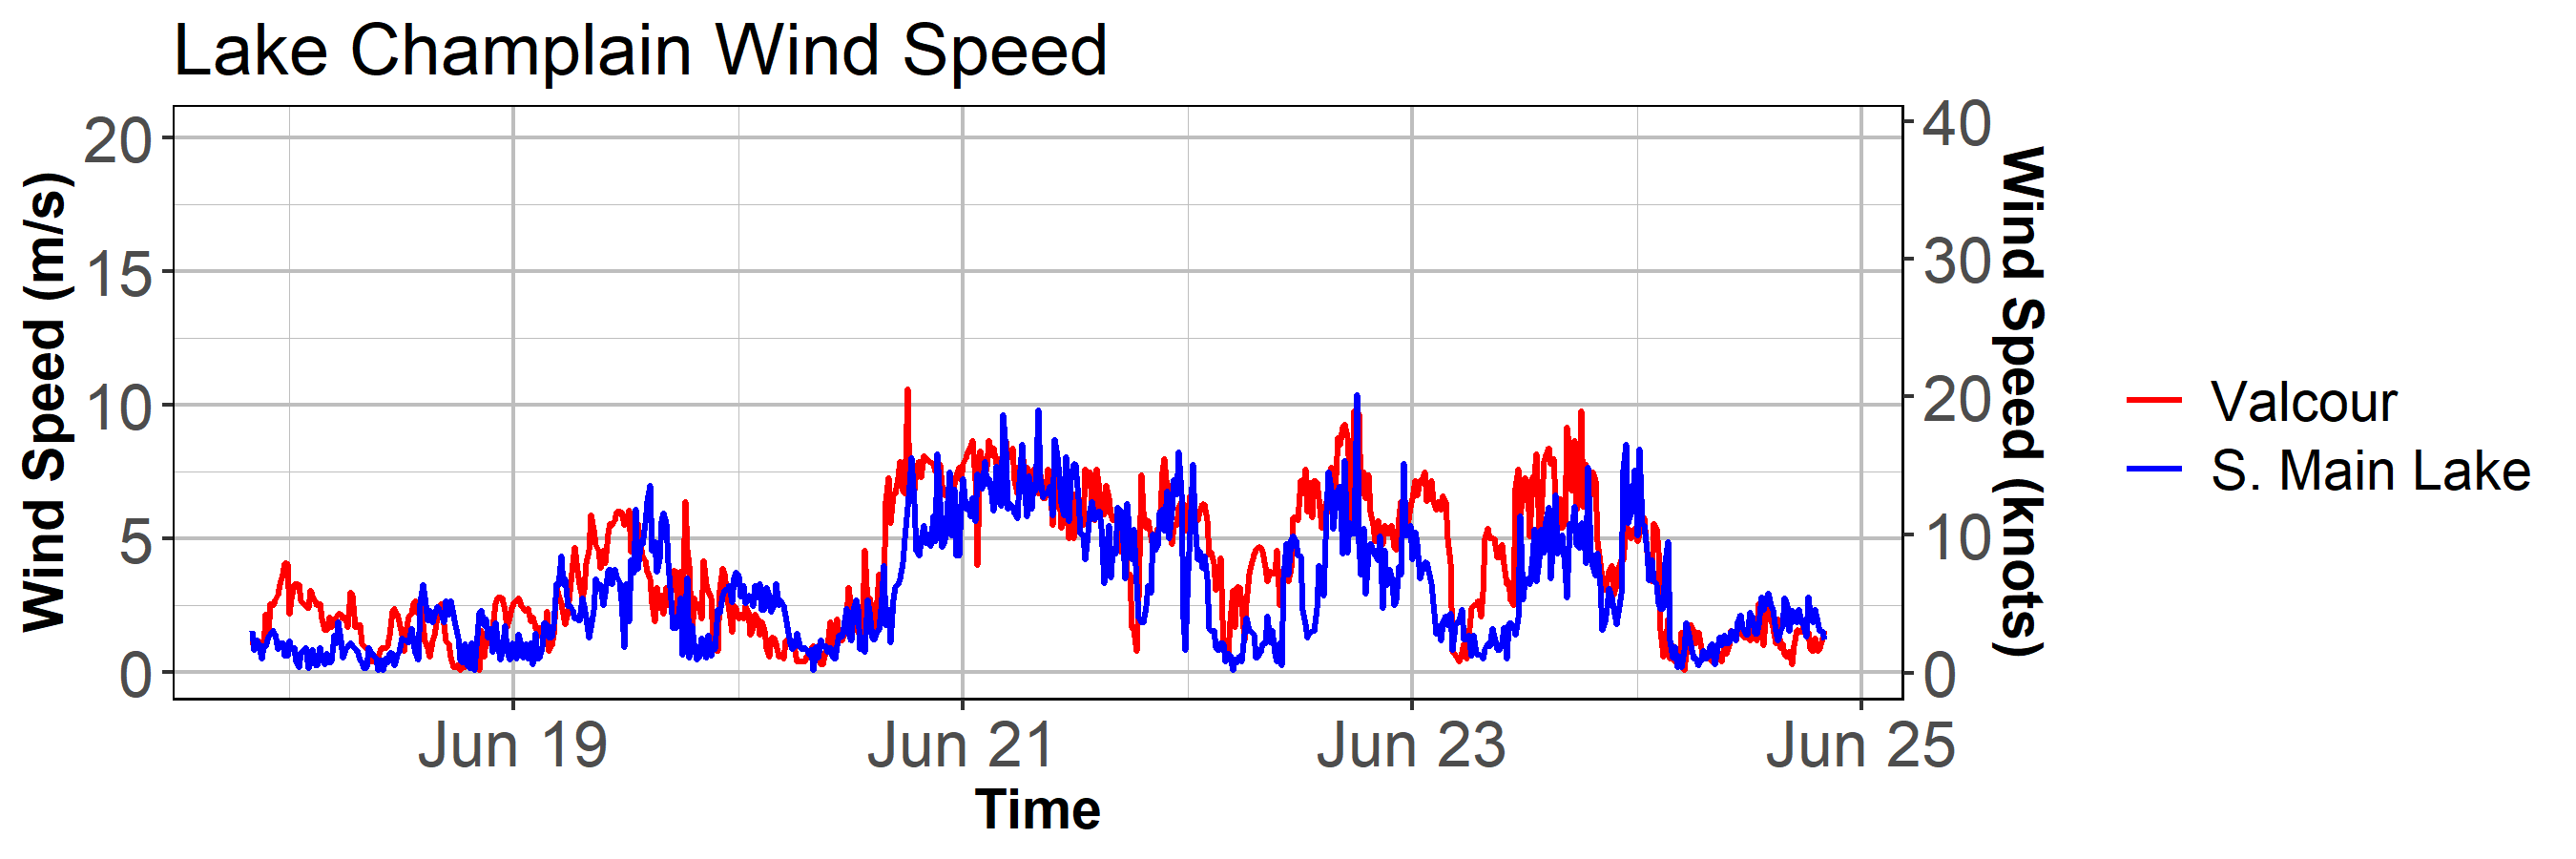 Lake Champlain Wind Speed
Wind Speed (m/s)
20
15
10
5
0
40
30
20
10
0
Wind Speed (knots)
Jun 19
Jun 21
Jun 23
Jun 25
Time
Valcour
S. Main Lake